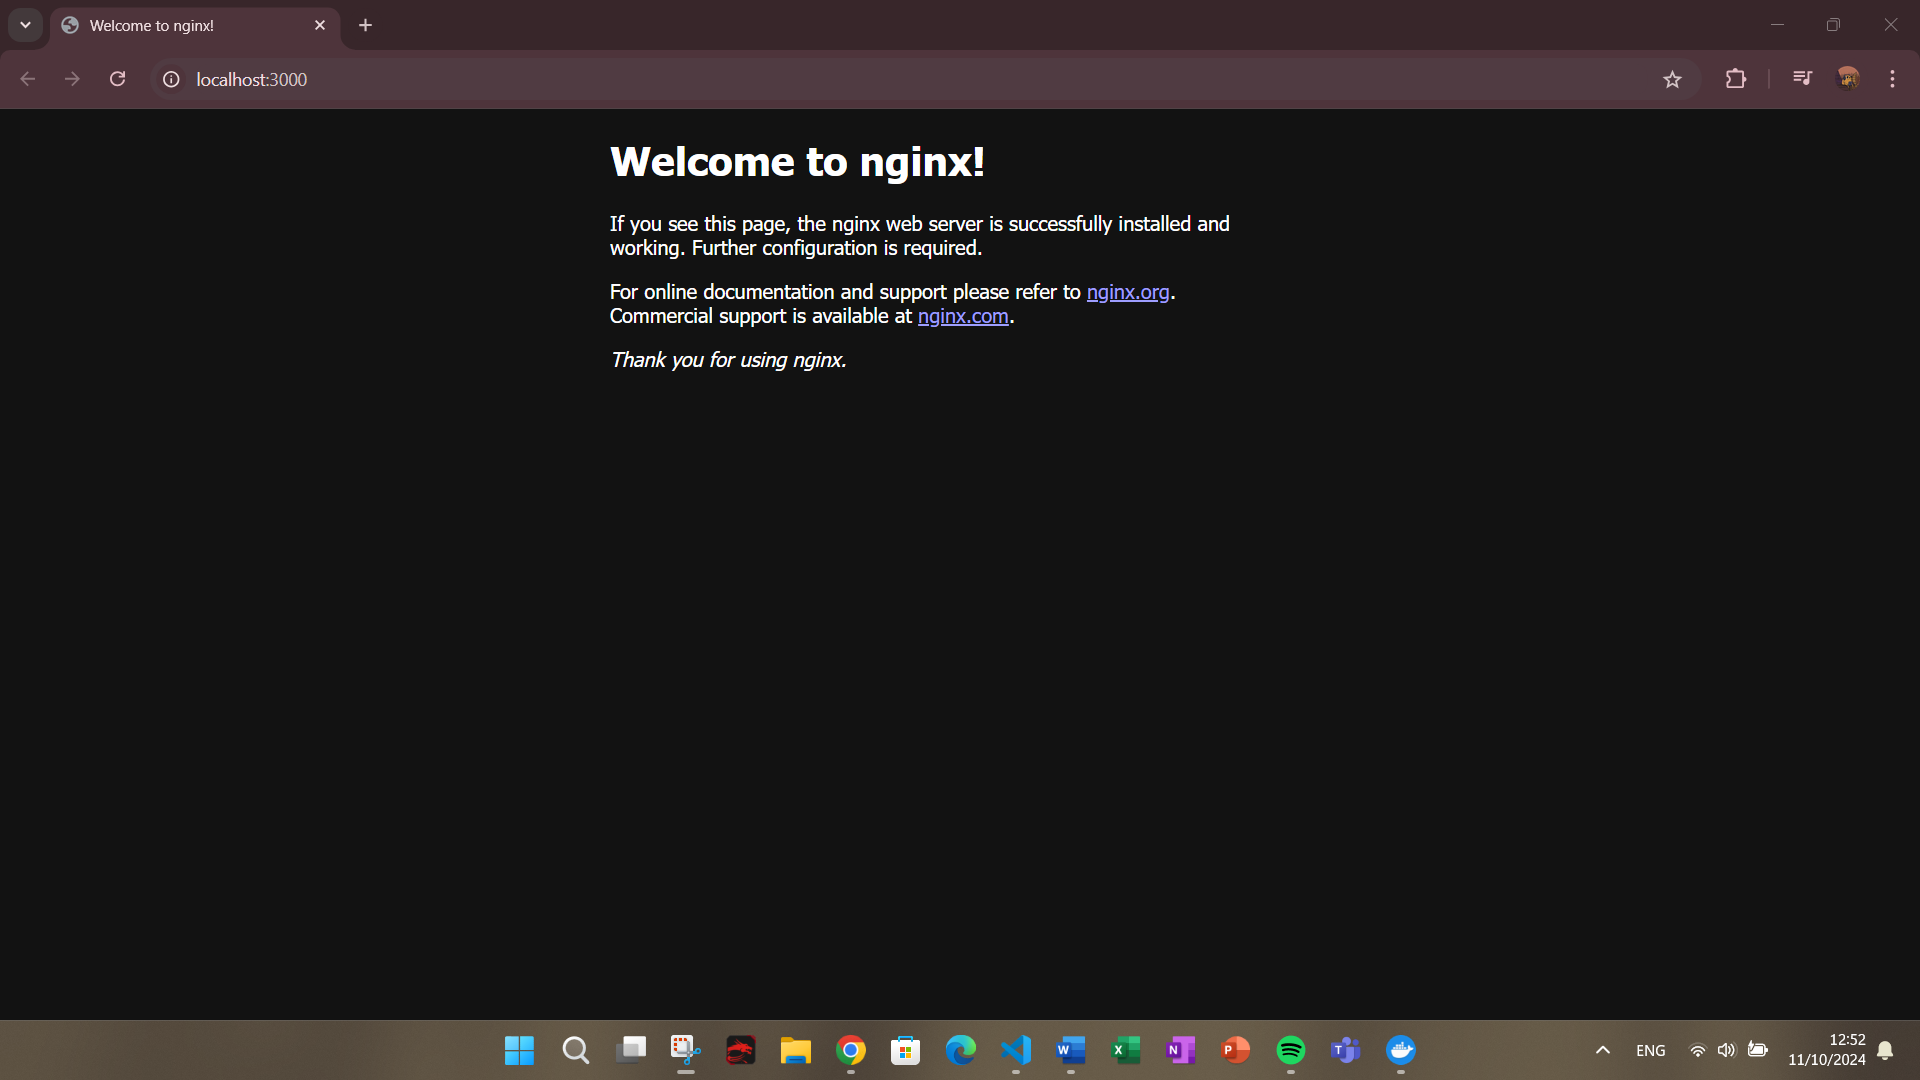 Welcome to nginx!
localhost:3000
Welcome to nginx!
If you see this page, the nginx web server is successfully installed and
working. Further configuration is required.
For online documentation and support please refer to nginx.org.
Commercial support is available at nginx.com.
Thank you for using nginx.
W
X
N
P
T
ENG
12:52
11/10/2024